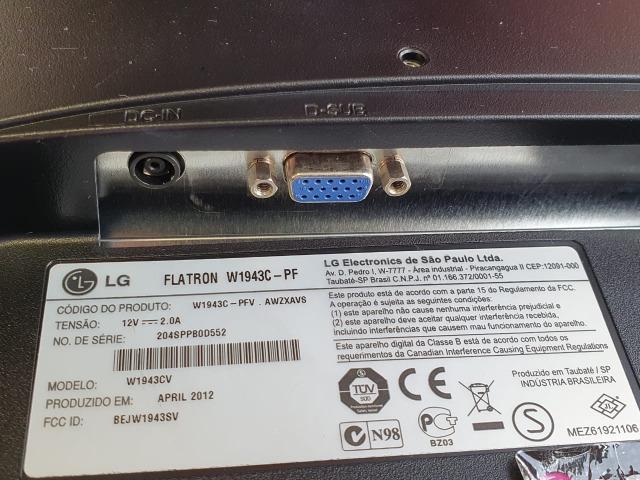 DC-IN D-SUB
LG FLATRON W1943C-PF
CÓDIGO DO PRODUTO: W1943C-PFV . AWZXAVS
TENSÃO: 12V 2.0A
NO. DE SÉRIE: 204SPPB0D552
MODELO: W1943CV
PRODUZIDO EM: APRIL 2012
FCC ID: BEJW1943SV
LG Electronics de São Paulo Ltda.
Av. D. Pedro I, W-7777 - Área industrial - Piracangagua II CEP:12091-000
Taubaté-SP Brasil C.N.P.J. nº 01.166.372/0001-55
Este produto está de acordo com a parte 15 do Regulamento da FCC.
A operação é sujeita as seguintes condições:
(1) este aparelho não cause nenhuma interferência prejudicial e
(2) este aparelho deve aceitar qualquer interferência recebida,
incluindo interferências que causem um mau funcionamento.
Este aparelho digital da Classe B está de acordo com todos os
requerimentos da Canadian Interference Causing Equipment Regulations
TÜV
SÜD
CE
Produzido em Taubaté / SP
INDÚSTRIA BRASILEIRA
N98
BZ03
S
MEZ61921106